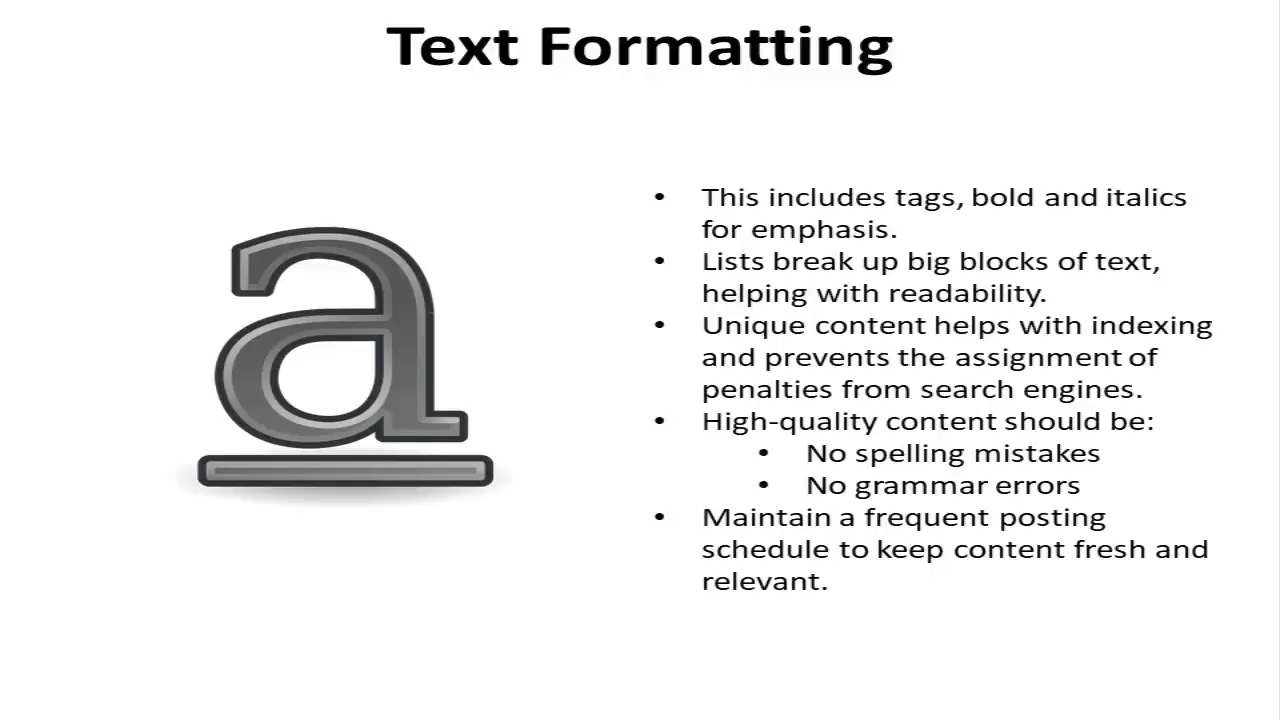 Text Formatting
• This includes tags, bold and italics
for emphasis.
• Lists break up big blocks of text,
helping with readability.
• Unique content helps with indexing
and prevents the assignment of
penalties from search engines.
• High-quality content should be:
• No spelling mistakes
• No grammar errors
• Maintain a frequent posting
schedule to keep content fresh and
relevant.
a